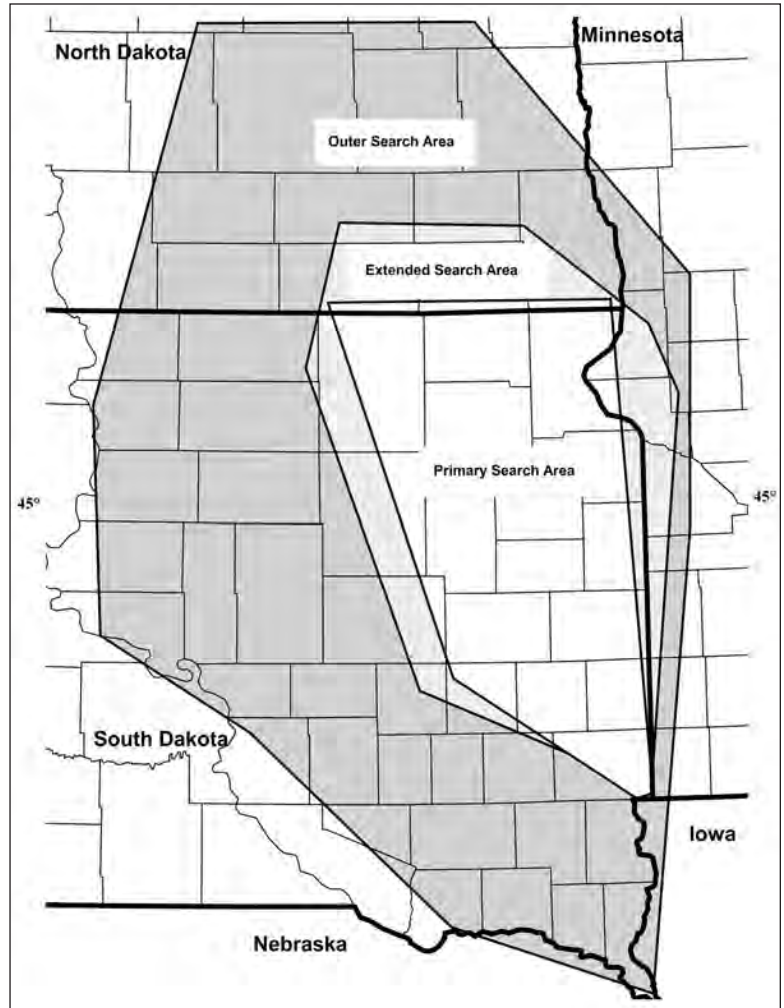 North Dakota
Minnesota
Outer Search Area
Extended Search Area
Primary Search Area
45°
45°
South Dakota
Iowa
Nebraska